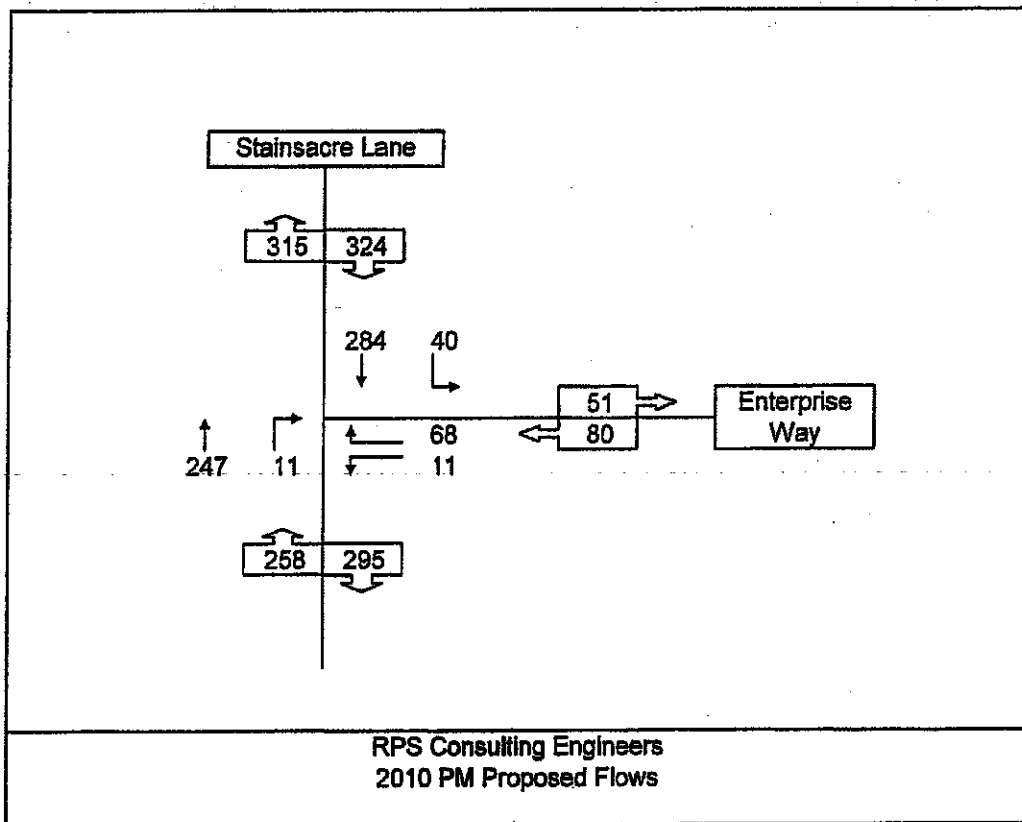 Stainsacre Lane
315 324
284 40
51
80
Enterprise
Way
68
247 11 11
258 295
RPS Consulting Engineers
2010 PM Proposed Flows